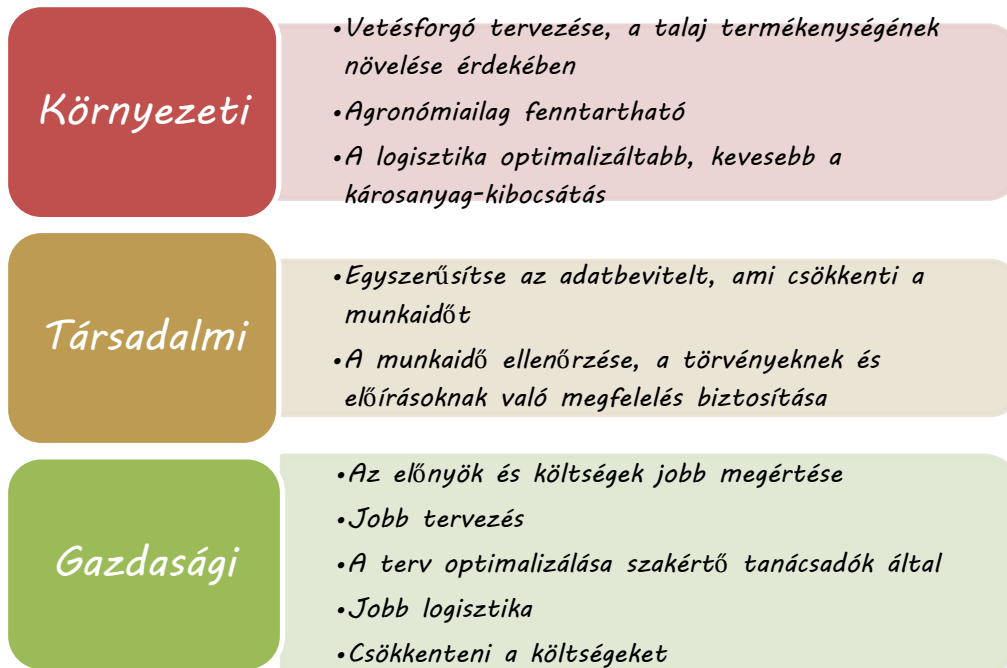 Környezeti
•Vetésforgó tervezése, a talaj termékenységének
növelése érdekében
•Agronómiailag fenntartható
•A logisztika optimalizáltabb, kevesebb a
károsanyag-kibocsátás
Társadalmi
•Egyszerűsítse az adatbevitelt, ami csökkenti a
munkaidőt
•A munkaidő ellenőrzése, a törvényeknek és
előírásoknak való megfelelés biztosítása
Gazdasági
•Az előnyök és költségek jobb megértése
•Jobb tervezés
•A terv optimalizálása szakértő tanácsadók által
•Jobb logisztika
•Csökkenteni a költségeket